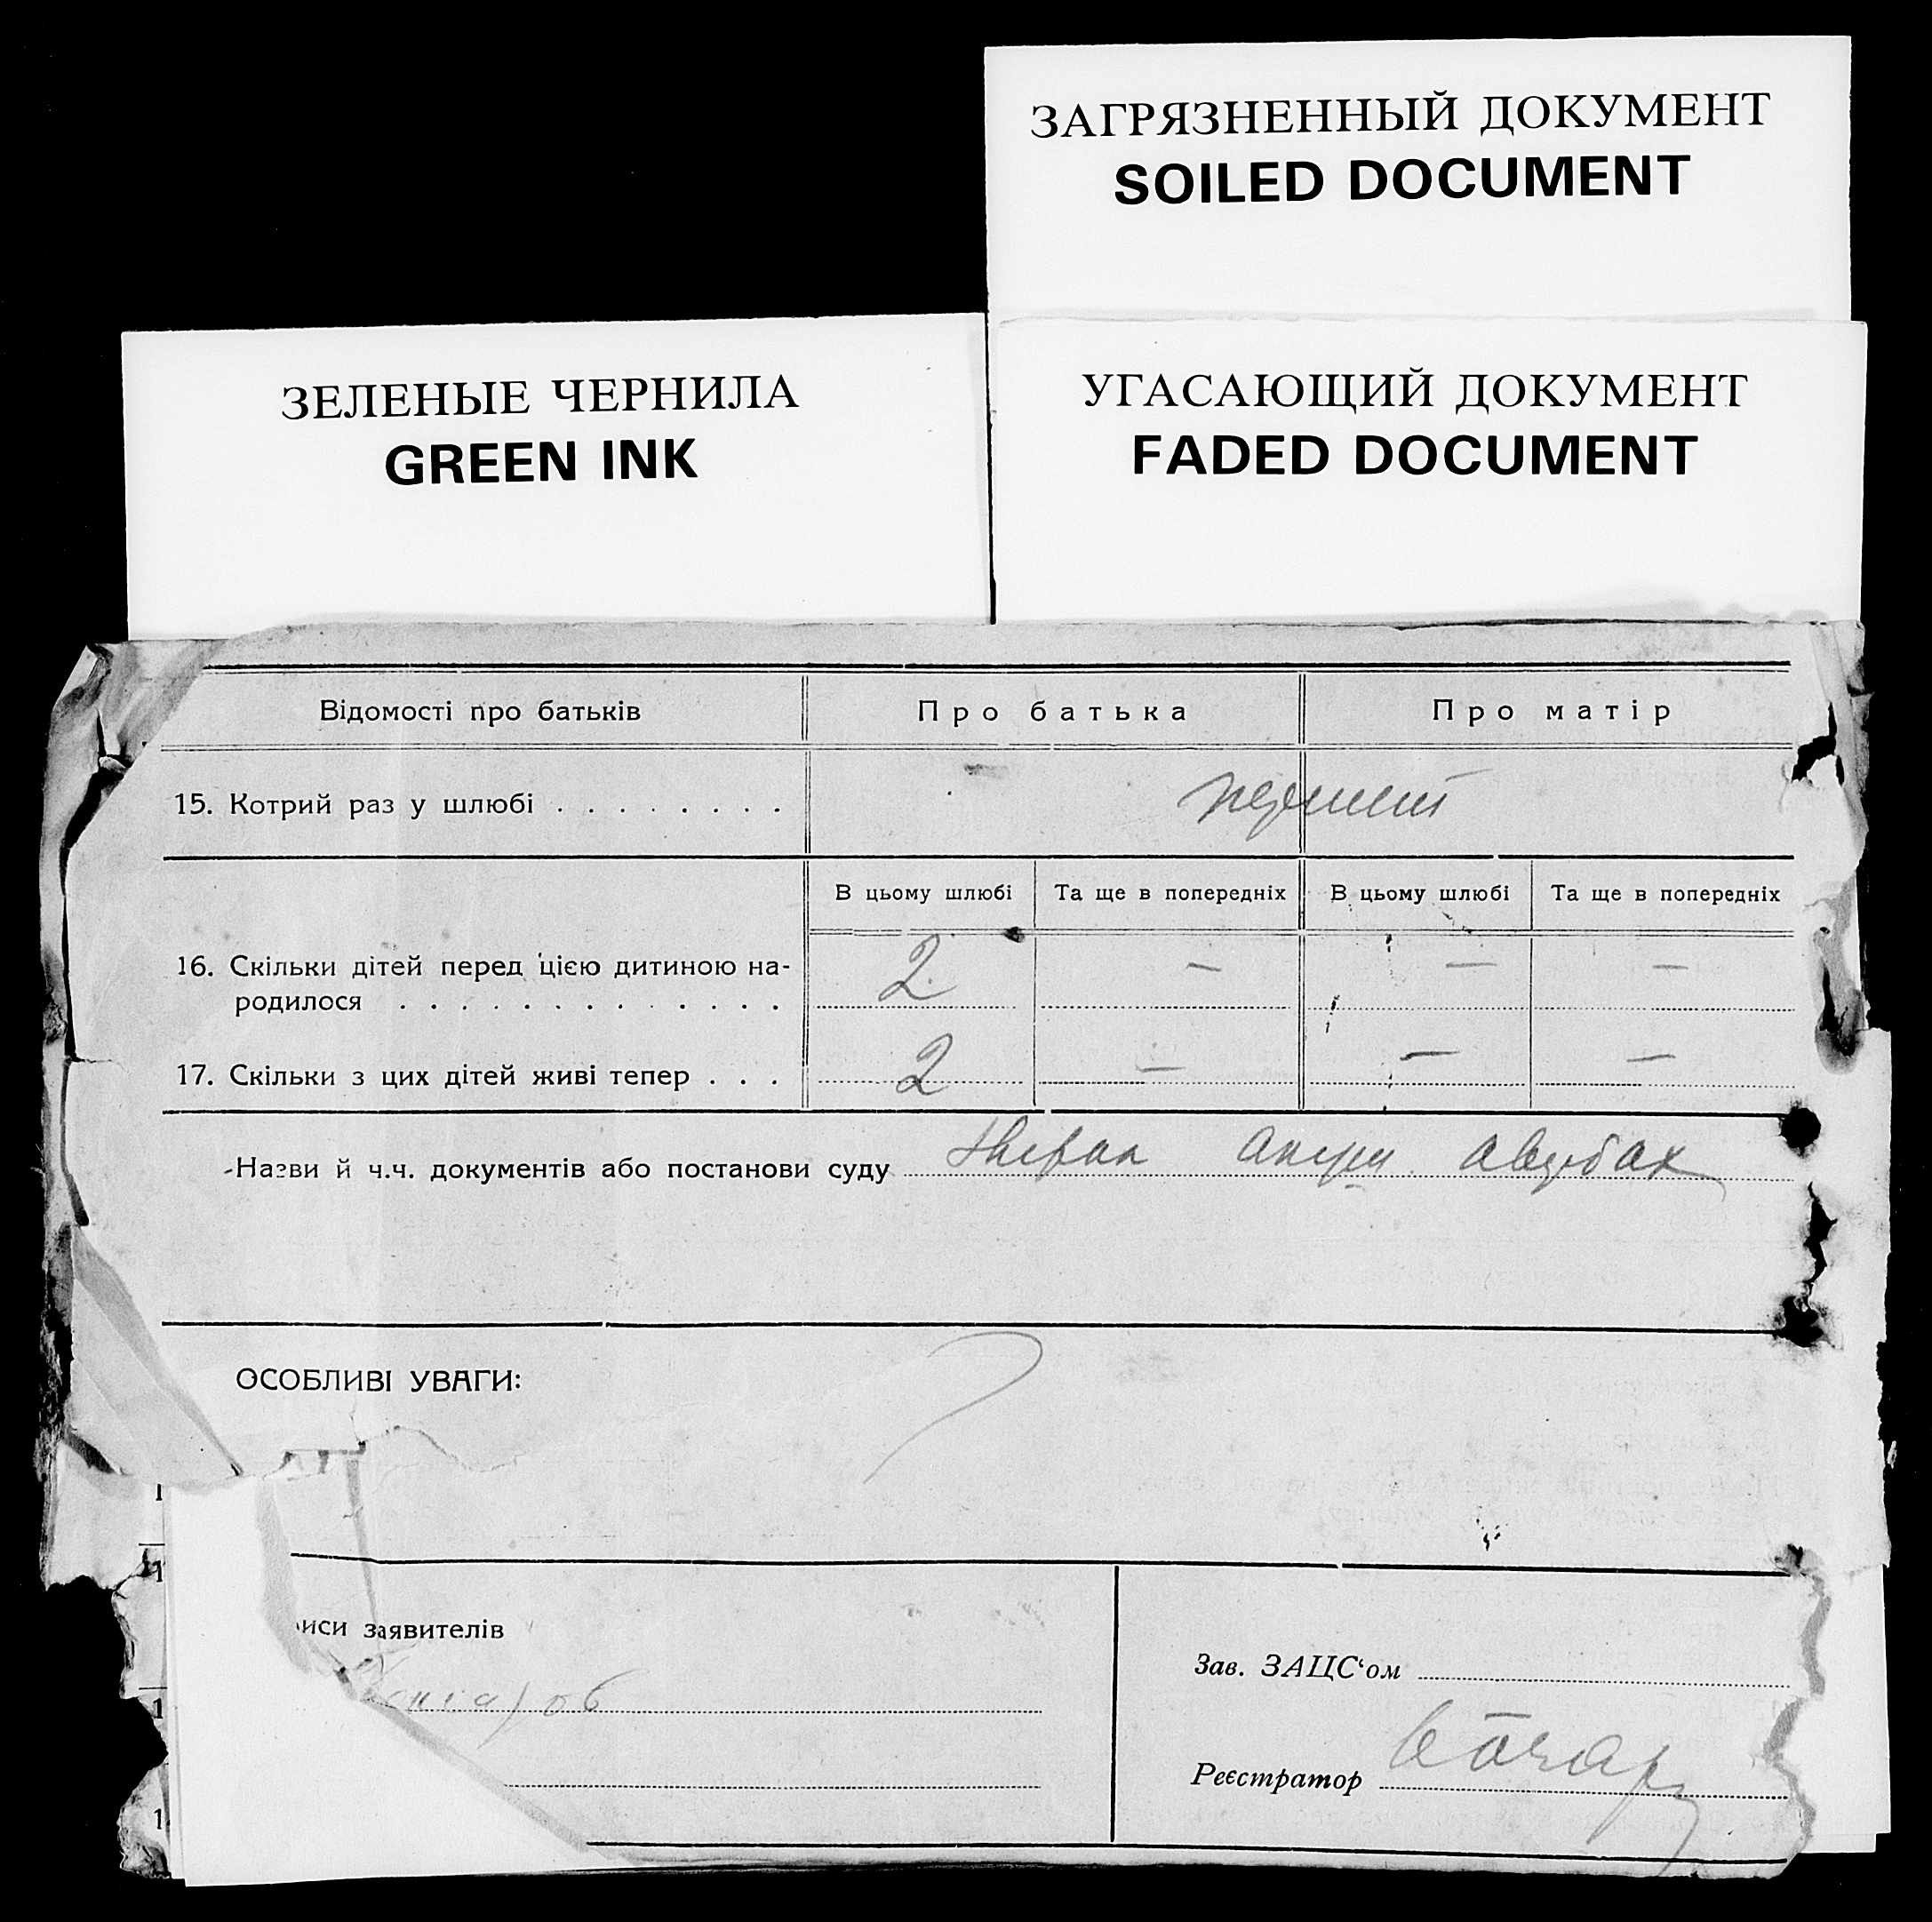 ЗАГРЯЗНЕННЫЙ ДОКУМЕНТ
SOILED DOCUMENT
ЗЕЛЕНЫЕ ЧЕРНИЛА
GREEN INK
УГАСАЮЩИЙ ДОКУМЕНТ
FADED DOCUMENT
Відомості про батьків Про батька Про матір
15. Котрий раз у шлюбі . . . . . . . .
В цьому шлюбі Та ще в попередніх В цьому шлюбі Та ще в попередніх
16. Скільки дітей перед цією дитиною на- 2 — — —
родилося . . . . . . . . . . . . .
17. Скільки з цих дітей живі тепер . . . 2 — — —
Назви й ч.ч. документів або постанови суду
ОСОБЛИВІ УВАГИ:
иси заявителів
Зав. ЗАЦС‘ом
Реєстратор